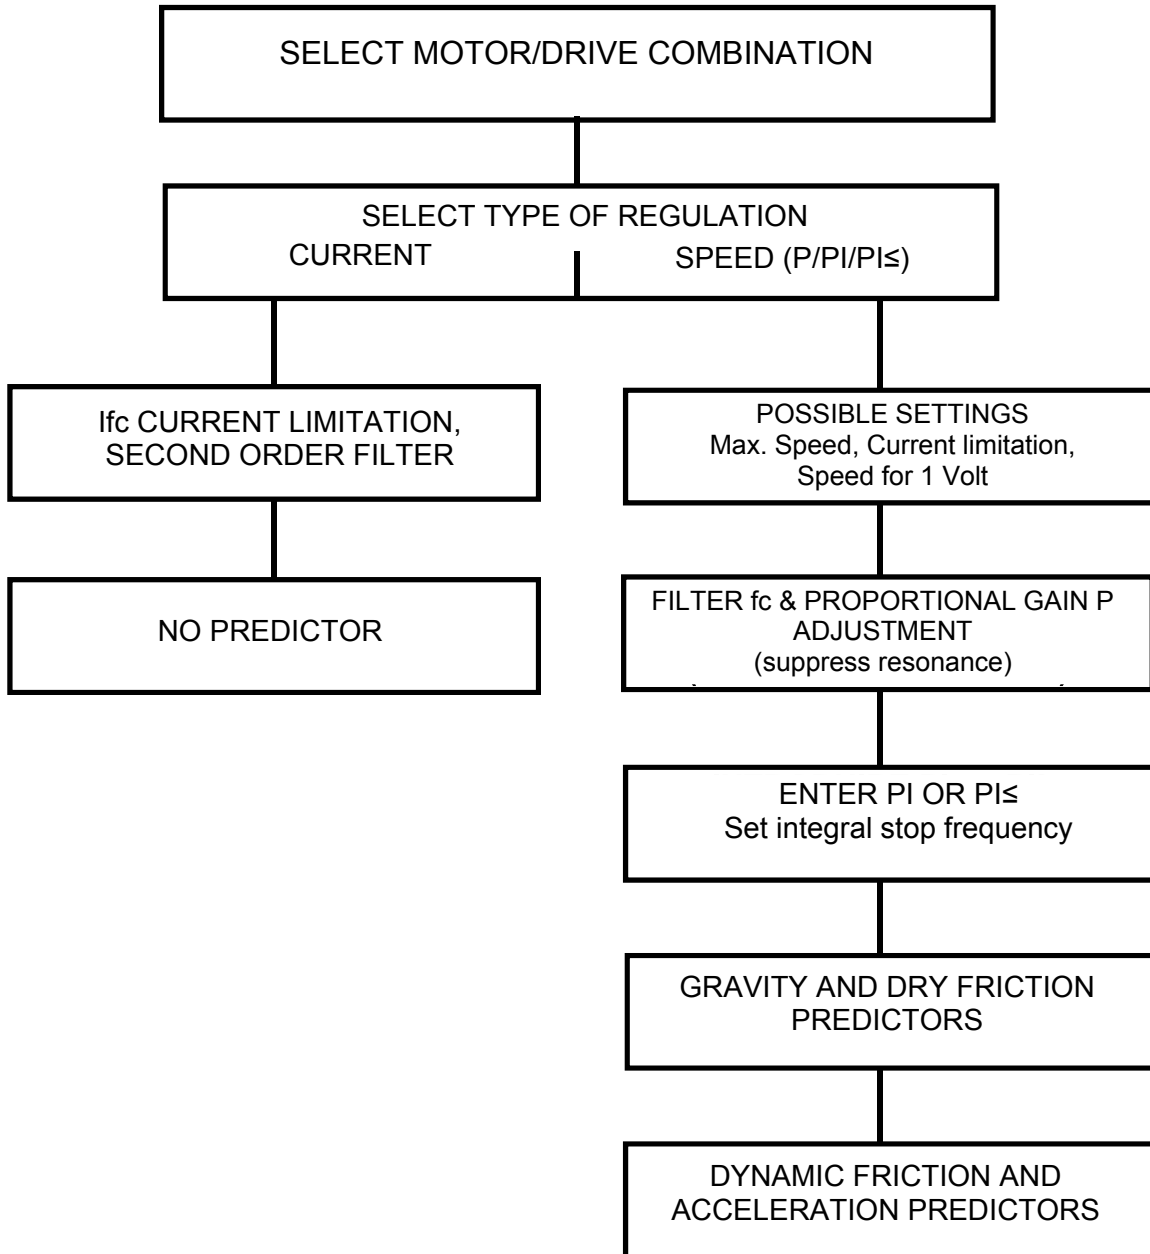 SELECT MOTOR/DRIVE COMBINATION
SELECT TYPE OF REGULATION
CURRENT
SPEED (P/PI/PI≤)
Ifc CURRENT LIMITATION,
SECOND ORDER FILTER
NO PREDICTOR
POSSIBLE SETTINGS
Max. Speed, Current limitation,
Speed for 1 Volt
FILTER fc & PROPORTIONAL GAIN P
ADJUSTMENT
(suppress resonance)
ENTER PI OR PI≤
Set integral stop frequency
GRAVITY AND DRY FRICTION
PREDICTORS
DYNAMIC FRICTION AND
ACCELERATION PREDICTORS